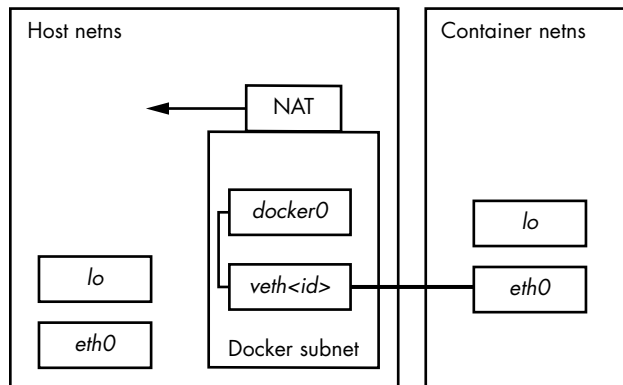 Host netns
Container netns
NAT
docker0
lo
lo
veth<id>
eth0
eth0
Docker subnet